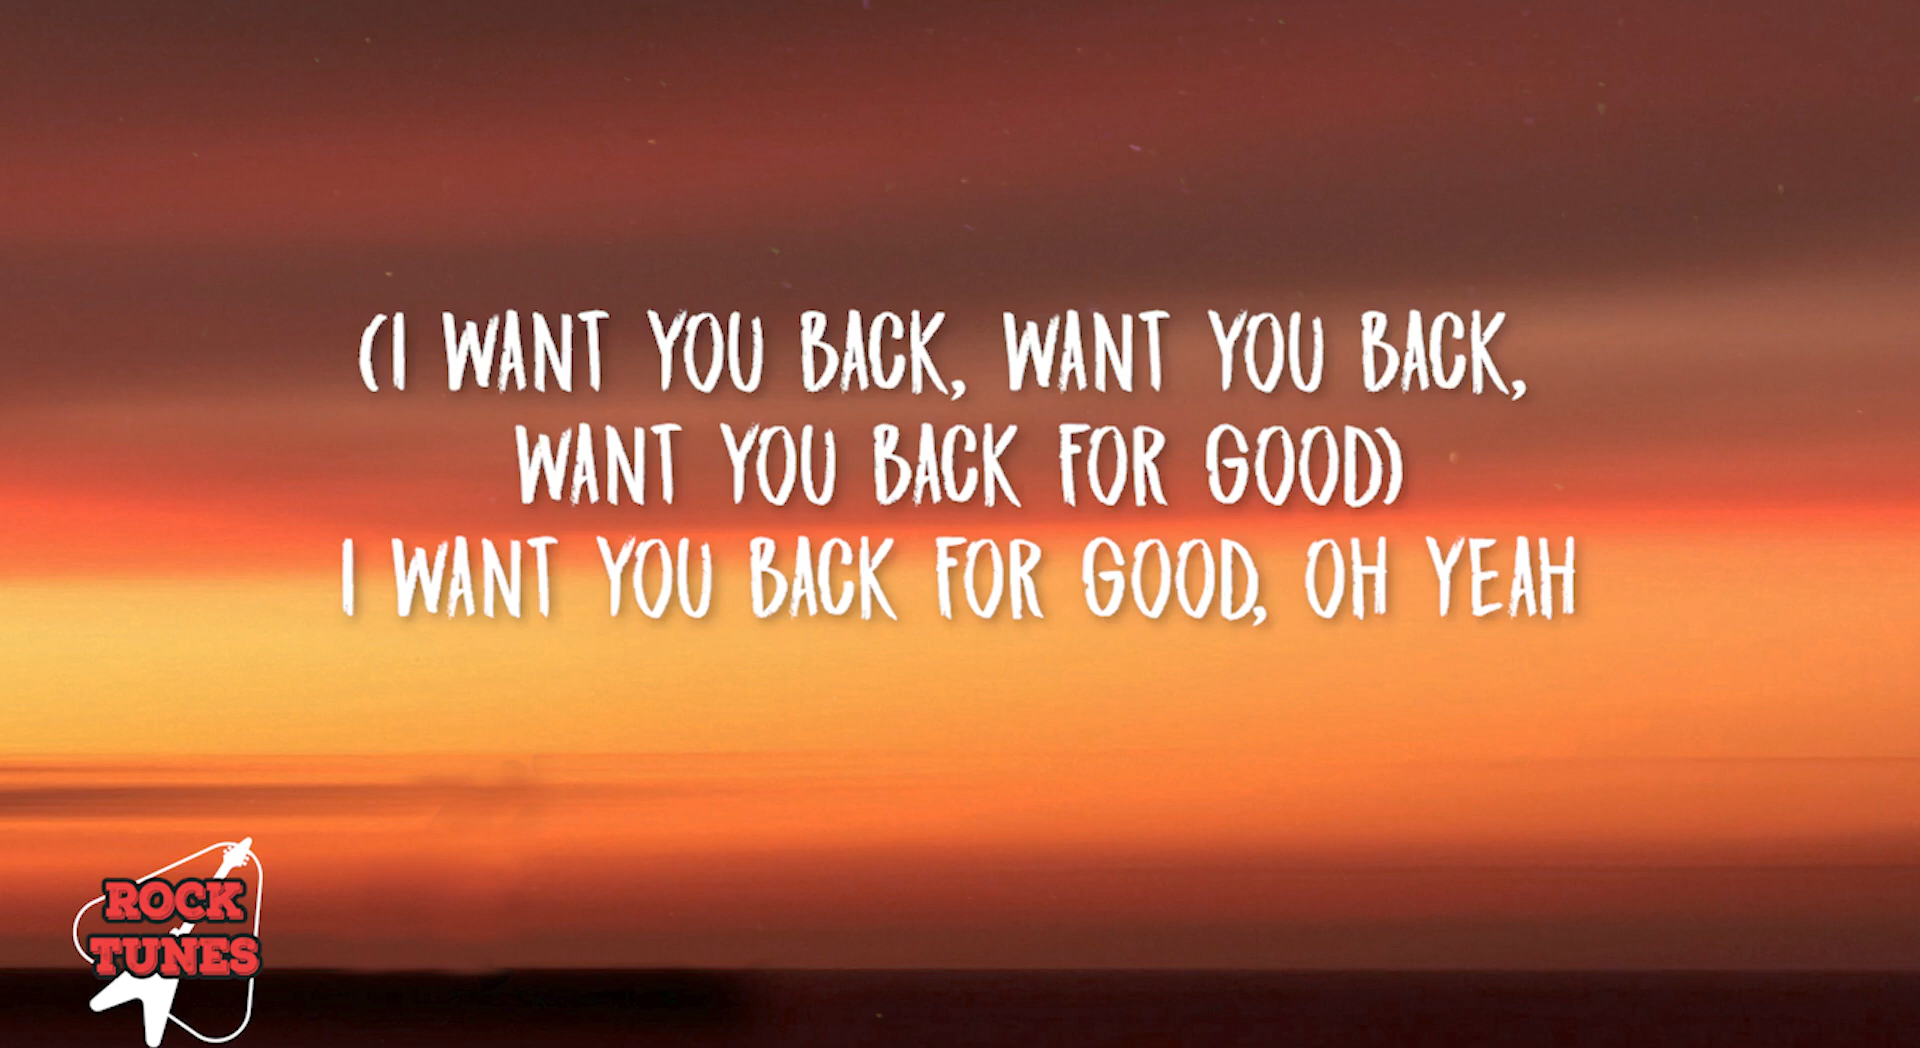 (I WANT YOU BACK, WANT YOU BACK,
WANT YOU BACK FOR GOOD)
I WANT YOU BACK FOR GOOD, OH YEAH
ROCK
TUNES